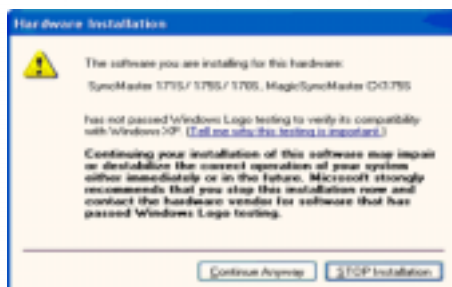 Hardware Installation
The software you are installing for this hardware:
SyncMaster 171S/ 175S/ 170S, MagicSyncMaster CX175S
has not passed Windows Logo testing to verify its compatibility
with Windows XP. (Tell me why this testing is important.)
Continuing your installation of this software may impair
or destabilize the correct operation of your system
either immediately or in the future. Microsoft strongly
recommends that you stop this installation now and
contact the hardware vendor for software that has
passed Windows Logo testing.
Continue Anyway
STOP Installation